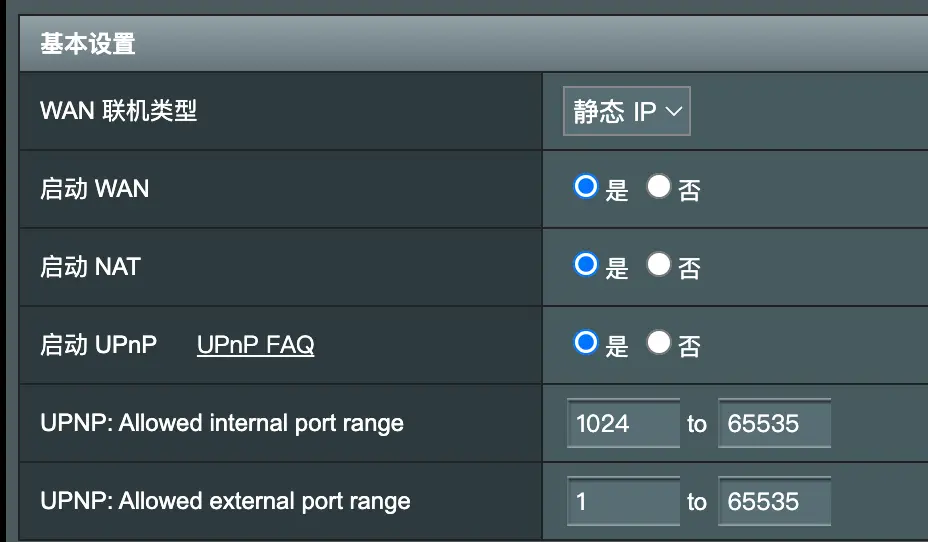 基本设置
WAN 联机类型 静态 IP
启动 WAN 是 否
启动 NAT 是 否
启动 UPnP UPnP FAQ 是 否
UPNP: Allowed internal port range 1024 to 65535
UPNP: Allowed external port range 1 to 65535